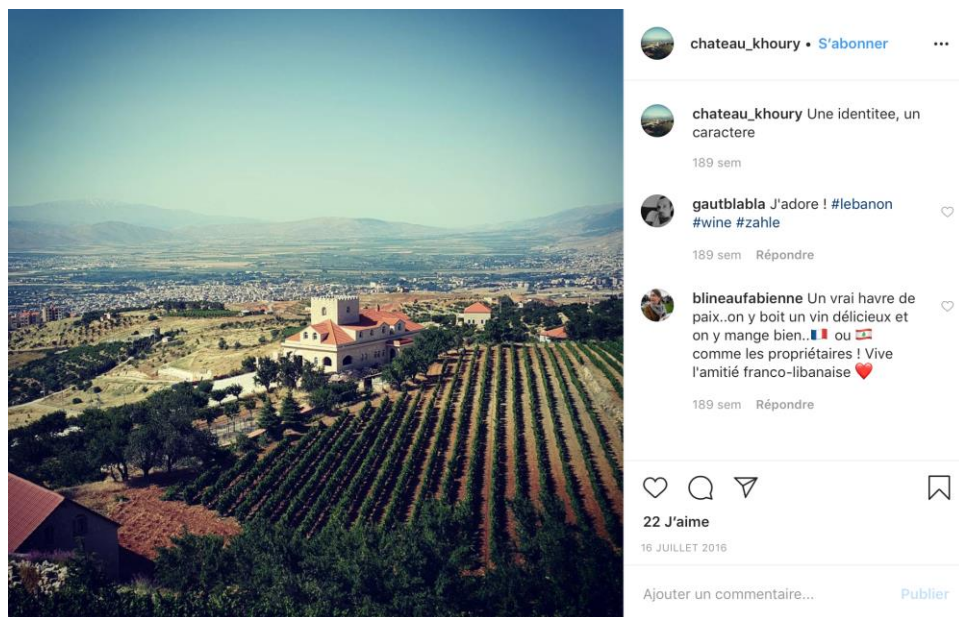 chateau_khoury • S'abonner
chateau_khoury Une identitee, un
caractere
189 sem
gautblabla J'adore ! #lebanon
#wine #zahle
189 sem Répondre
blineaufabienne Un vrai havre de
paix..on y boit un vin délicieux et
on y mange bien..🇫🇷 ou 🇱🇧
comme les propriétaires ! Vive
l'amitié franco-libanaise ❤️
189 sem Répondre
22 J'aime
16 JUILLET 2016
Ajouter un commentaire... Publier